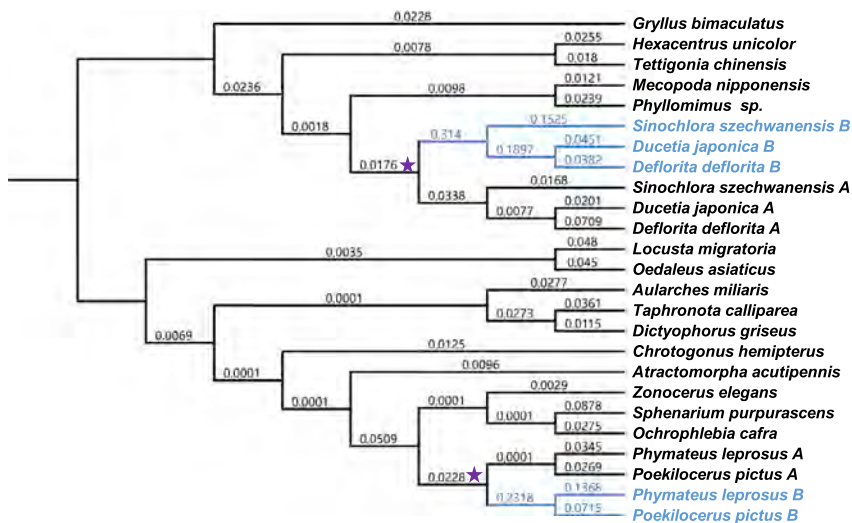 0.0228 Gryllus bimaculatus
0.0255 Hexacentrus unicolor
0.0078
0.018 Tettigonia chinensis
0.0236
0.0121 Mecopoda nipponensis
0.0098
0.0239 Phyllomimus sp.
0.0018
0.1525 Sinochlora szechwanensis B
0.314
0.0451 Ducetia japonica B
0.1897
0.0382 Deflorita deflorita B
0.0176
0.0168 Sinochlora szechwanensis A
0.0338
0.0201 Ducetia japonica A
0.0077
0.0709 Deflorita deflorita A
0.048 Locusta migratoria
0.0035
0.045 Oedaleus asiaticus
0.0277 Aularches miliaris
0.0001
0.0361 Taphronota calliparea
0.0273
0.0115 Dictyophorus griseus
0.0069
0.0125 Chrotogonus hemipterus
0.0001
0.0096 Atractomorpha acutipennis
0.0001
0.0029 Zonocerus elegans
0.0001
0.0878 Sphenarium purpurascens
0.0001
0.0275 Ochrophlebia cafra
0.0509
0.0345 Phymateus leprosus A
0.0001
0.0269 Poekilocerus pictus A
0.0228
0.1368 Phymateus leprosus B
0.2318
0.0715 Poekilocerus pictus B